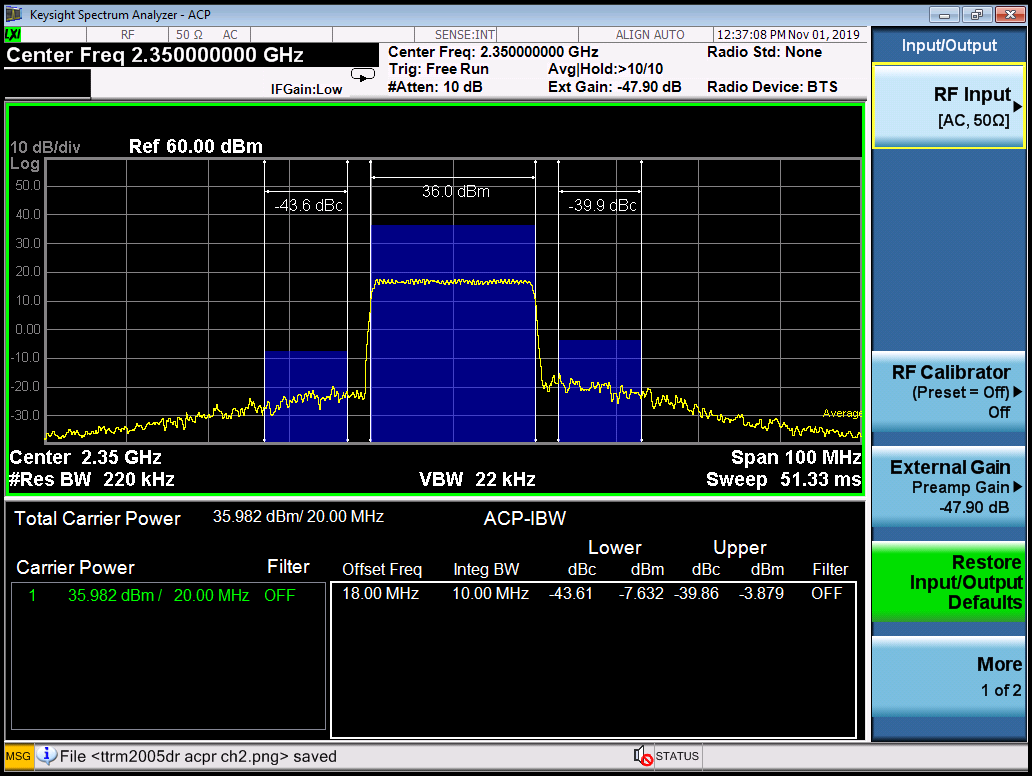 Keysight Spectrum Analyzer - ACP
LXI RF 50 Ω AC SENSE:INT ALIGN AUTO 12:37:08 PM Nov 01, 2019
Center Freq 2.350000000 GHz
Center Freq: 2.350000000 GHz Radio Std: None
Trig: Free Run Avg|Hold:>10/10
IFGain:Low #Atten: 10 dB Ext Gain: -47.90 dB Radio Device: BTS
10 dB/div Ref 60.00 dBm
Log
50.0
40.0
30.0
20.0
10.0
0.00
-10.0
-20.0
-30.0
-43.6 dBc
36.0 dBm
-39.9 dBc
Average
Center 2.35 GHz Span 100 MHz
#Res BW 220 kHz VBW 22 kHz Sweep 51.33 ms
Total Carrier Power 35.982 dBm/ 20.00 MHz ACP-IBW
Lower Upper
Carrier Power Filter Offset Freq Integ BW dBc dBm dBc dBm Filter
1 35.982 dBm / 20.00 MHz OFF 18.00 MHz 10.00 MHz -43.61 -7.632 -39.86 -3.879 OFF
MSG File <ttrm2005dr acpr ch2.png> saved STATUS
Input/Output
RF Input
[AC, 50Ω]
RF Calibrator
(Preset = Off)
Off
External Gain
Preamp Gain
-47.90 dB
Restore
Input/Output
Defaults
More
1 of 2